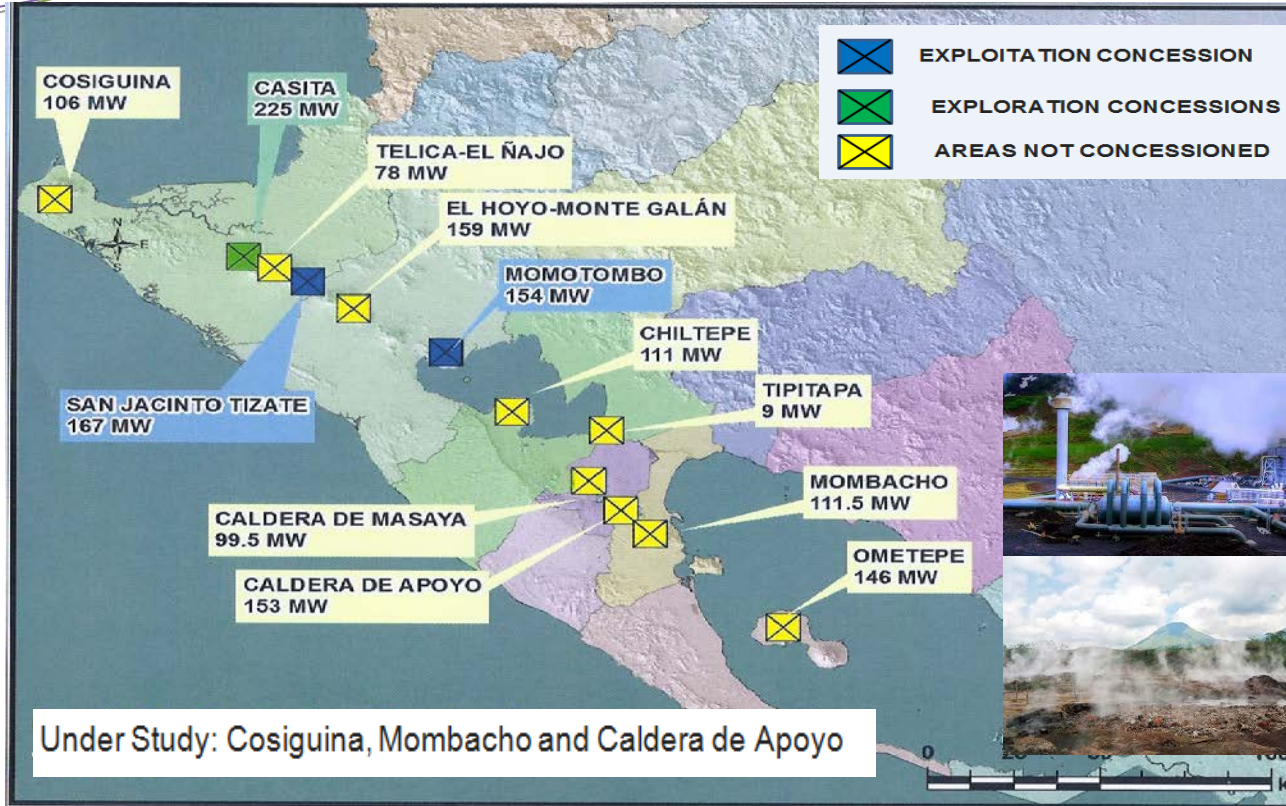 EXPLOITATION CONCESSION
EXPLORATION CONCESSIONS
AREAS NOT CONCESSIONED
COSIGUINA
106 MW
CASITA
225 MW
TELICA-EL ÑAJO
78 MW
EL HOYO-MONTE GALÁN
159 MW
N
W
E
S
MOMOTOMBO
154 MW
CHILTEPE
111 MW
SAN JACINTO TIZATE
167 MW
TIPITAPA
9 MW
MOMBACHO
111.5 MW
CALDERA DE MASAYA
99.5 MW
OMETEPE
146 MW
CALDERA DE APOYO
153 MW
Under Study: Cosiguina, Mombacho and Caldera de Apoyo
0